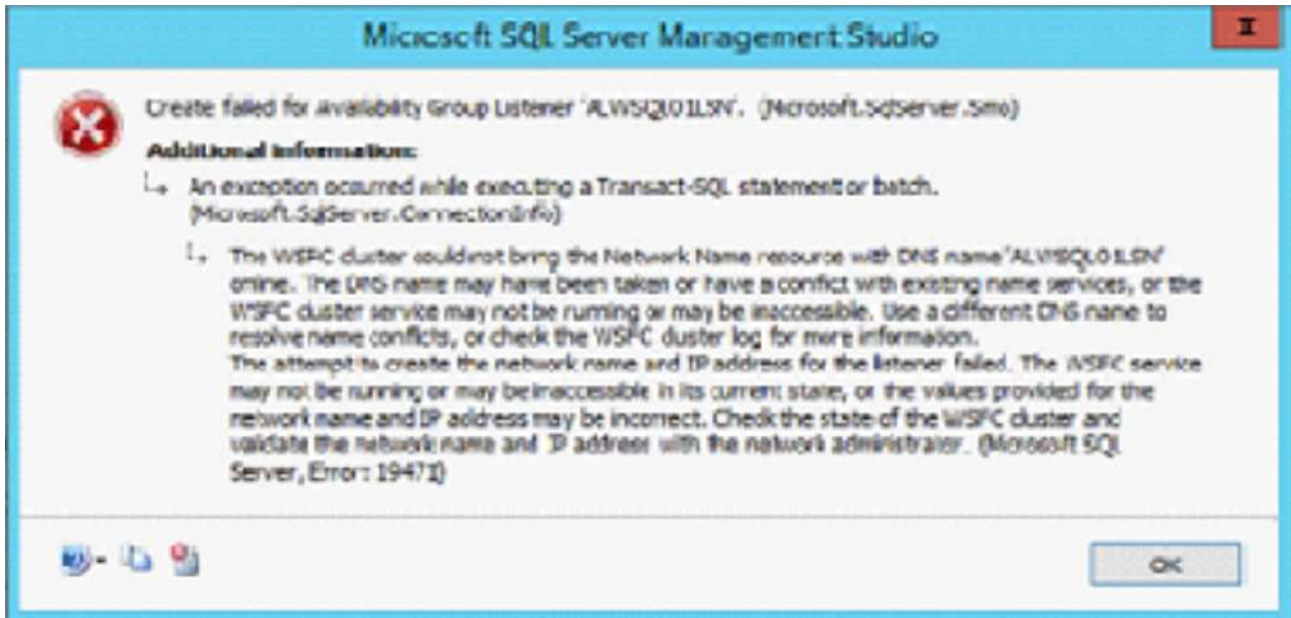 Microsoft SQL Server Management Studio
Create failed for Availability Group Listener 'ALWSQL01LSN'. (Microsoft.SqlServer.Smo)
Additional information:
An exception occurred while executing a Transact-SQL statement or batch.
(Microsoft.SqlServer.ConnectionInfo)
The WSFC cluster could not bring the Network Name resource with DNS name 'ALWSQL01LSN'
online. The DNS name may have been taken or have a conflict with existing name services, or the
WSFC cluster service may not be running or may be inaccessible. Use a different DNS name to
resolve name conflicts, or check the WSFC cluster log for more information.
The attempt to create the network name and IP address for the listener failed. The WSFC service
may not be running or may be inaccessible in its current state, or the values provided for the
network name and IP address may be incorrect. Check the state of the WSFC cluster and
validate the network name and IP address with the network administrator. (Microsoft SQL
Server, Error: 19471)
OK